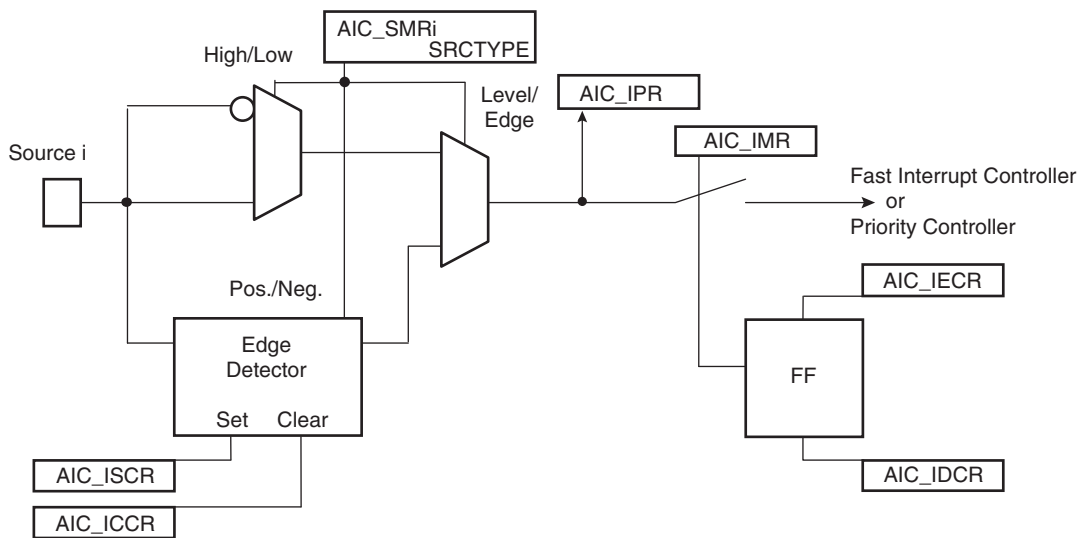 AIC_SMRi
SRCTYPE
High/Low
Level/
Edge
AIC_IPR
AIC_IMR
Source i
Fast Interrupt Controller
or
Priority Controller
Pos./Neg.
AIC_IECR
Edge
Detector
FF
Set Clear
AIC_ISCR
AIC_IDCR
AIC_ICCR